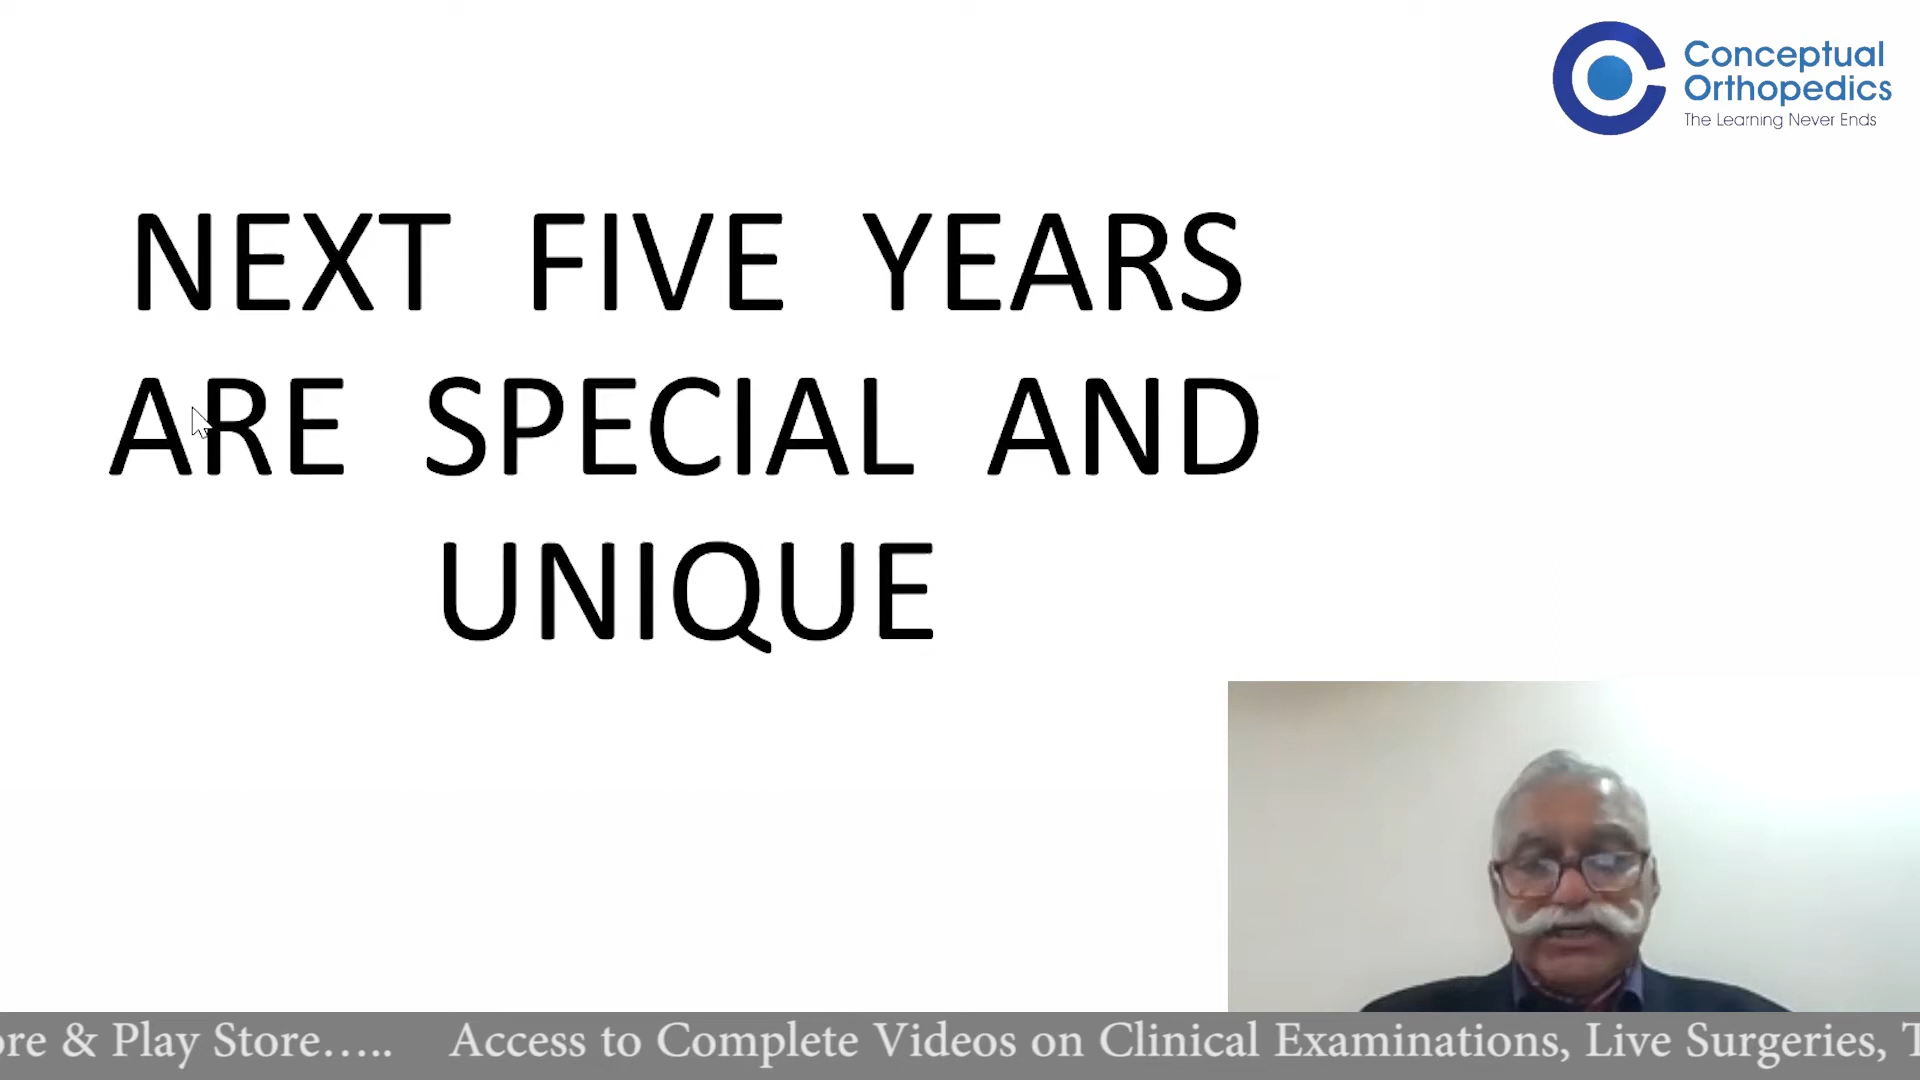 Conceptual
Orthopedics
The Learning Never Ends
NEXT FIVE YEARS
ARE SPECIAL AND
UNIQUE
ore & Play Store..... Access to Complete Videos on Clinical Examinations, Live Surgeries, T